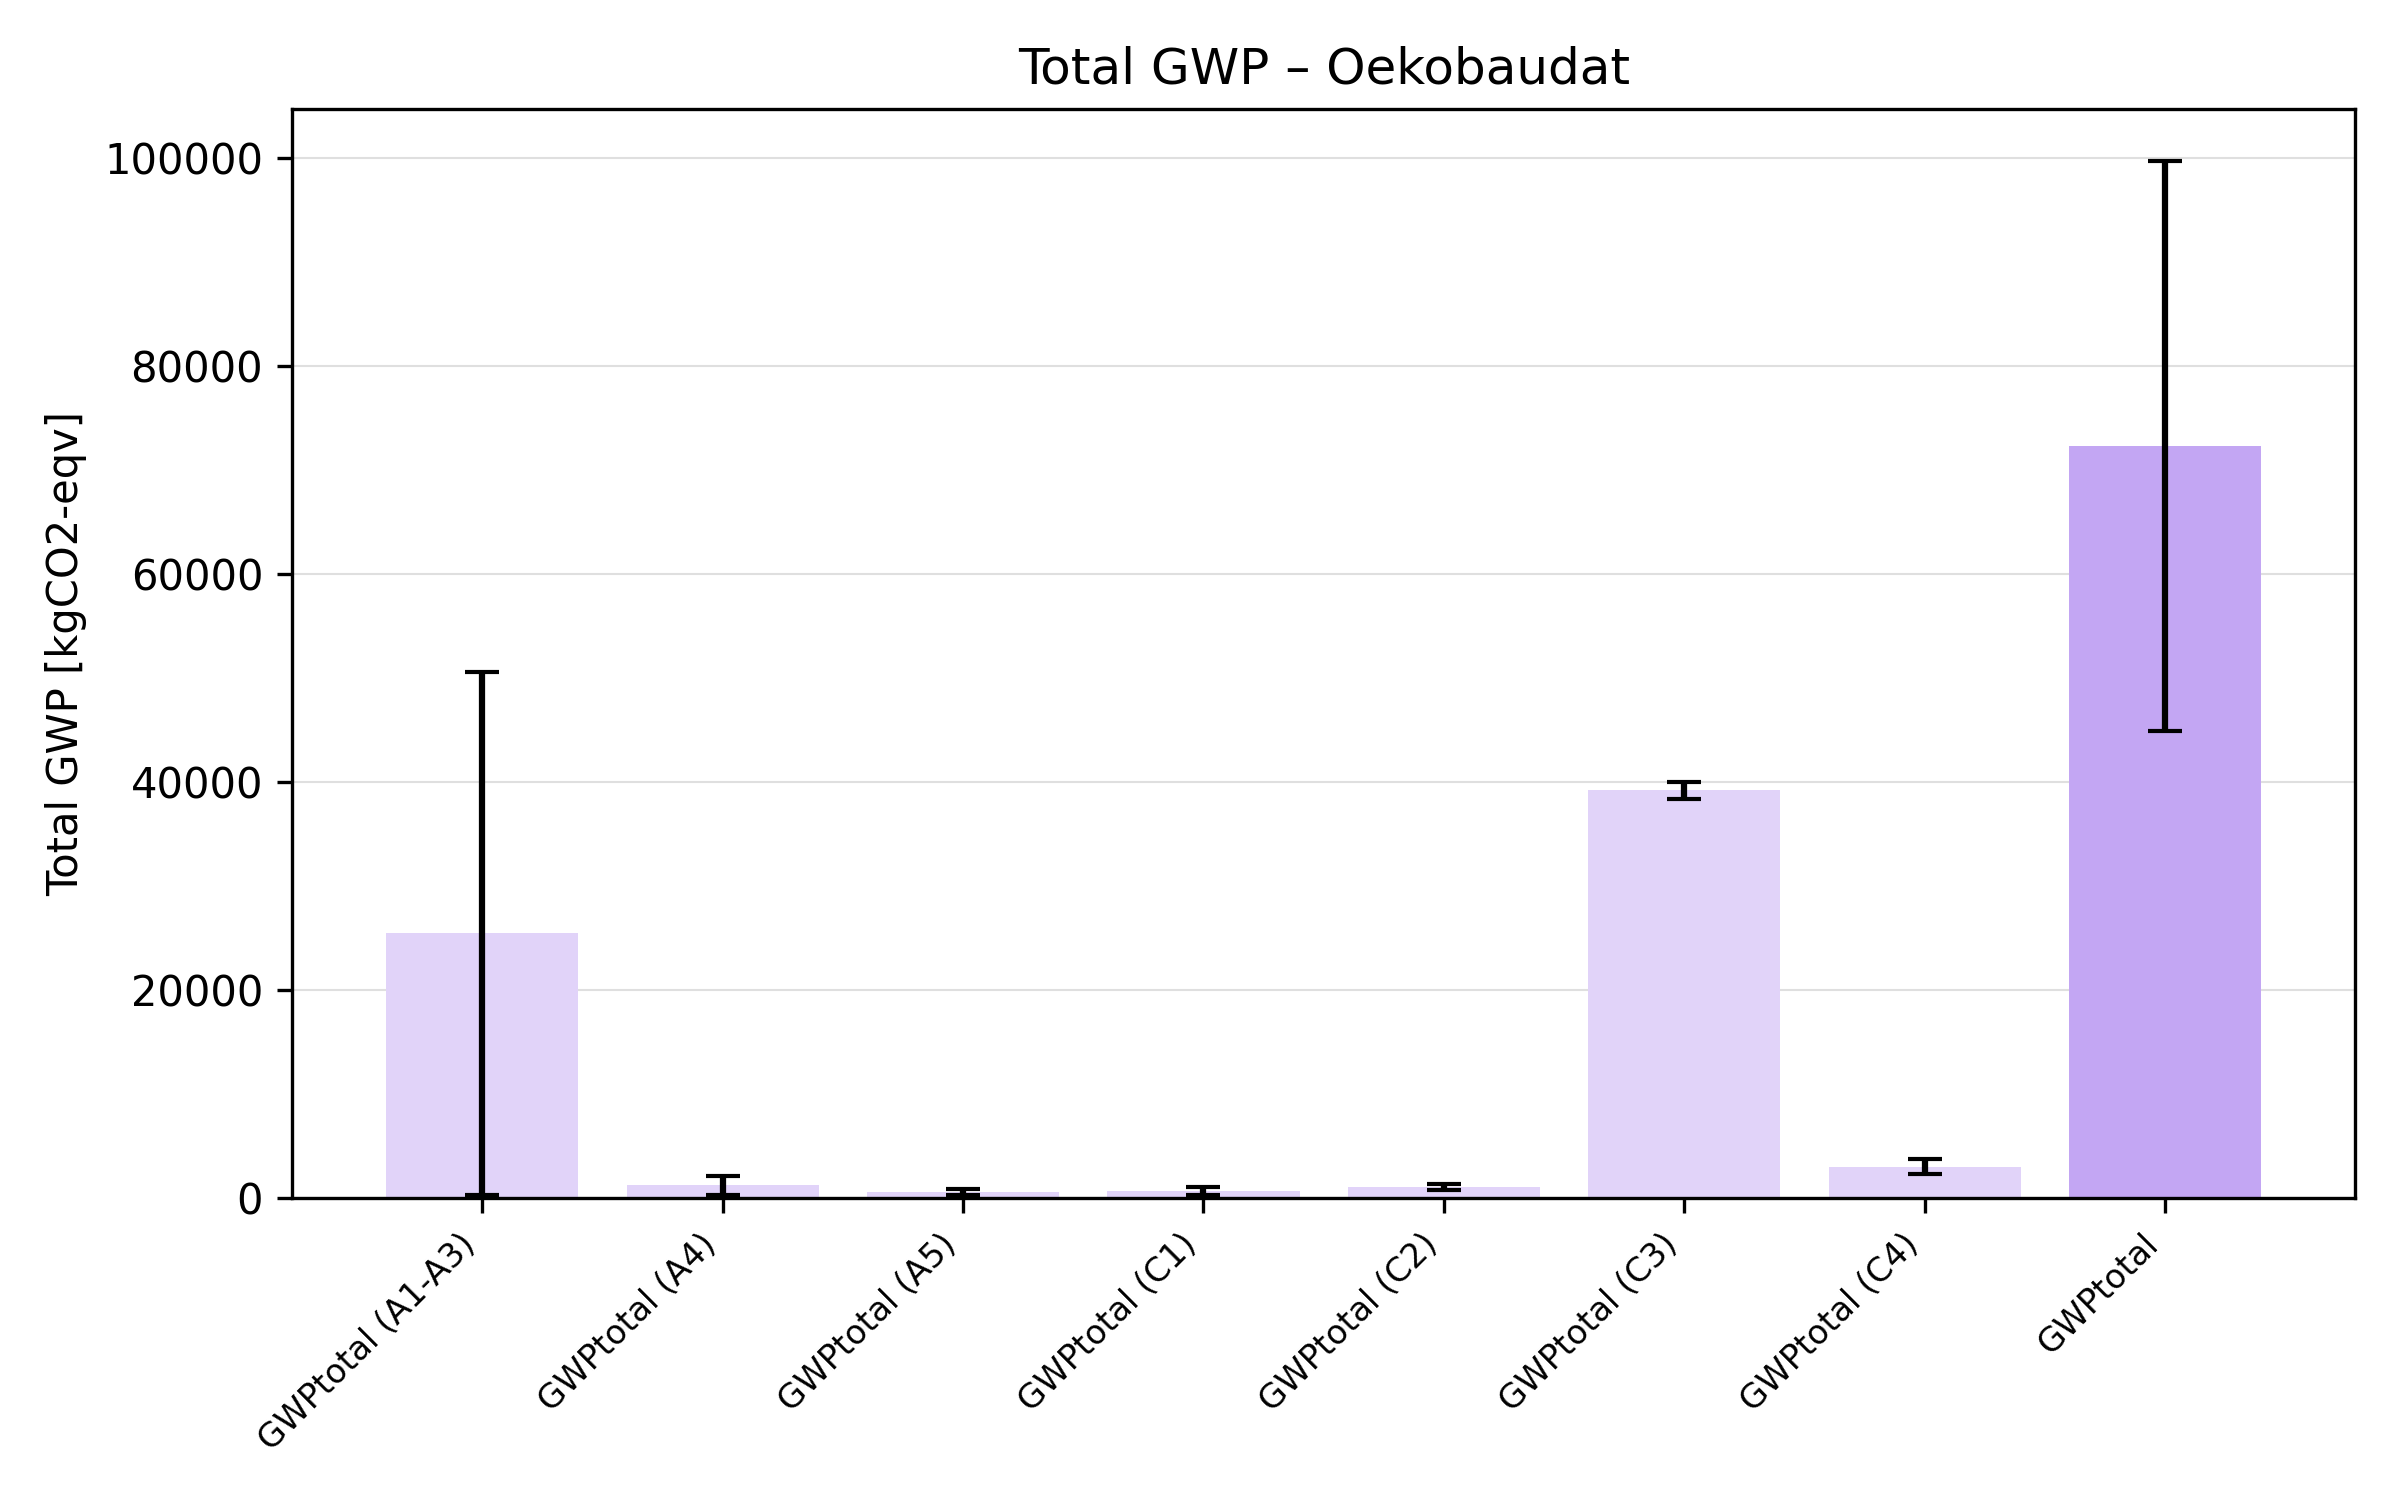 Total GWP – Oekobaudat
Total GWP [kgCO2-eqv]
100000
80000
60000
40000
20000
0
GWPtotal (A1-A3)
GWPtotal (A4)
GWPtotal (A5)
GWPtotal (C1)
GWPtotal (C2)
GWPtotal (C3)
GWPtotal (C4)
GWPtotal